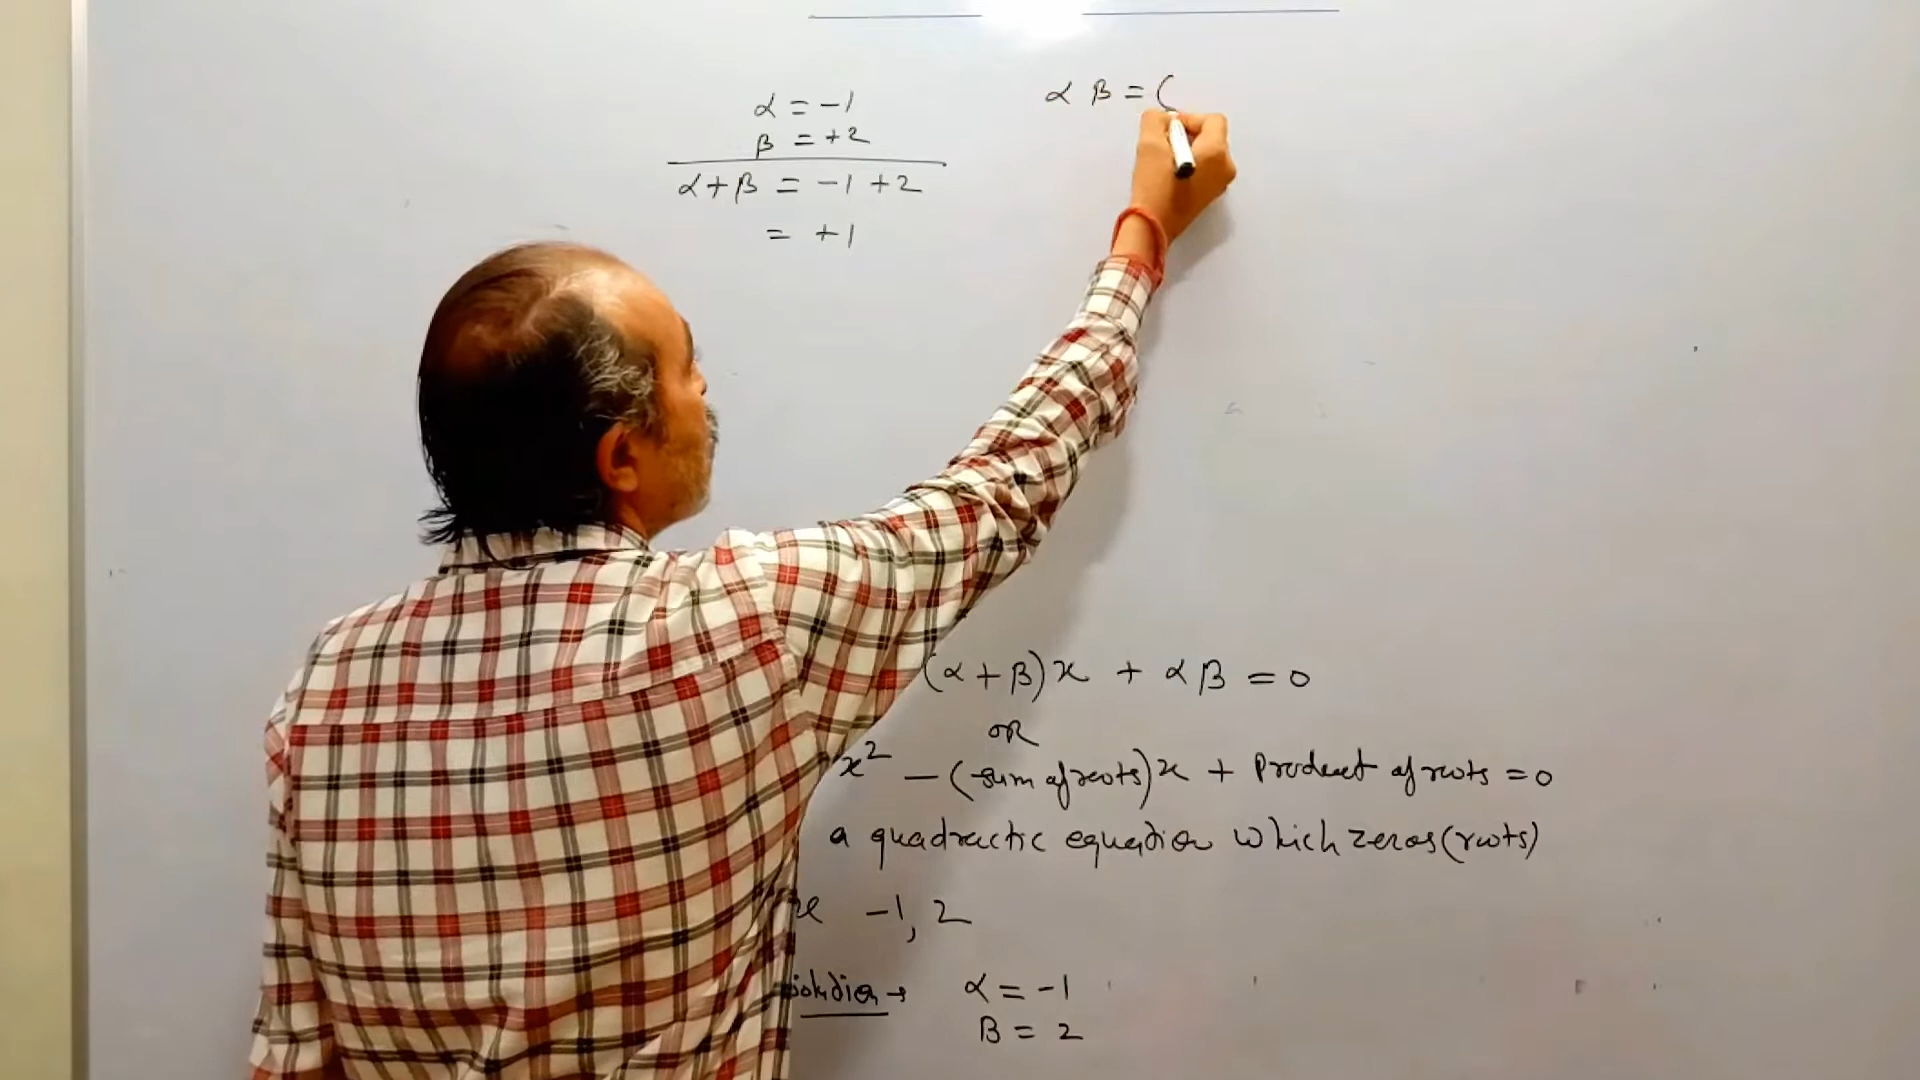 α = -1
β = +2
α+β = -1 +2
= +1
α β = (
(α + β)x + αβ = 0
OR
x² - (sum of roots)x + Product of roots = 0
a quadractic equation which zeros (roots)
-1, 2
α = -1
β = 2